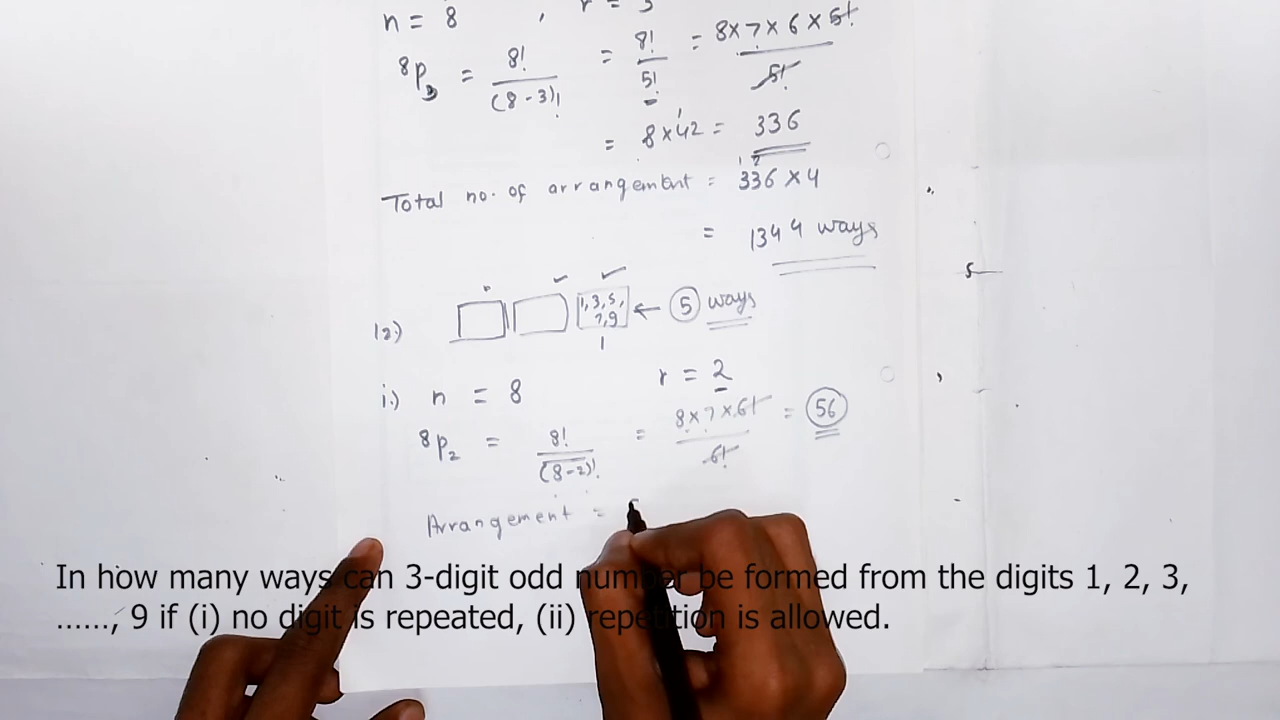 n = 8 , r = 3
⁸P₃ = 8!/(8-3)! = 8!/5! = 8×7×6×5!/5!
= 8×42 = 336
Total no. of arrangement = 336 × 4
= 1344 ways
12.) 1, 3, 5, 7, 9 ← 5 ways
1
i.) n = 8 r = 2
⁸P₂ = 8!/(8-2)! = 8×7×6!/6! = 56
Arrangement =
In how many ways can 3-digit odd number be formed from the digits 1, 2, 3,
……, 9 if (i) no digit is repeated, (ii) repetition is allowed.